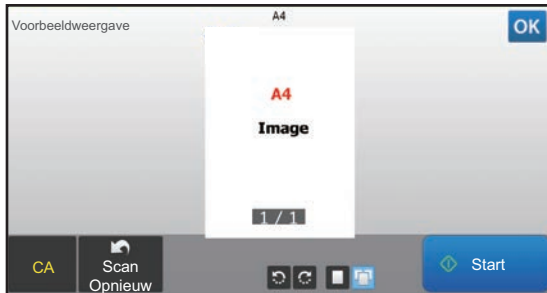 A4
Voorbeeldweergave
OK
A4
Image
1 / 1
CA
Scan
Opnieuw
Start